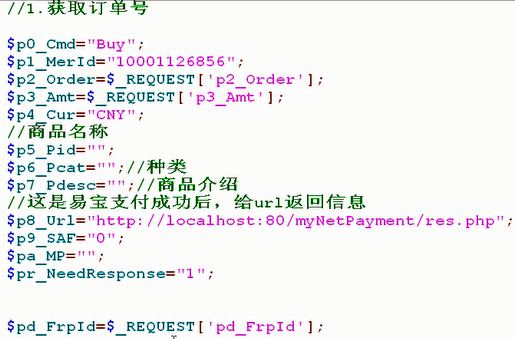 //1.获取订单号
$p0_Cmd="Buy";
$p1_MerId="10001126856";
$p2_Order=$_REQUEST['p2_Order'];
$p3_Amt=$_REQUEST['p3_Amt'];
$p4_Cur="CNY";
//商品名称
$p5_Pid="";
$p6_Pcat="";//种类
$p7_Pdesc="";//商品介绍
//这是易宝支付成功后，给url返回信息
$p8_Url="http://localhost:80/myNetPayment/res.php";
$p9_SAF="0";
$pa_MP="";
$pr_NeedResponse="1";
$pd_FrpId=$_REQUEST['pd_FrpId'];